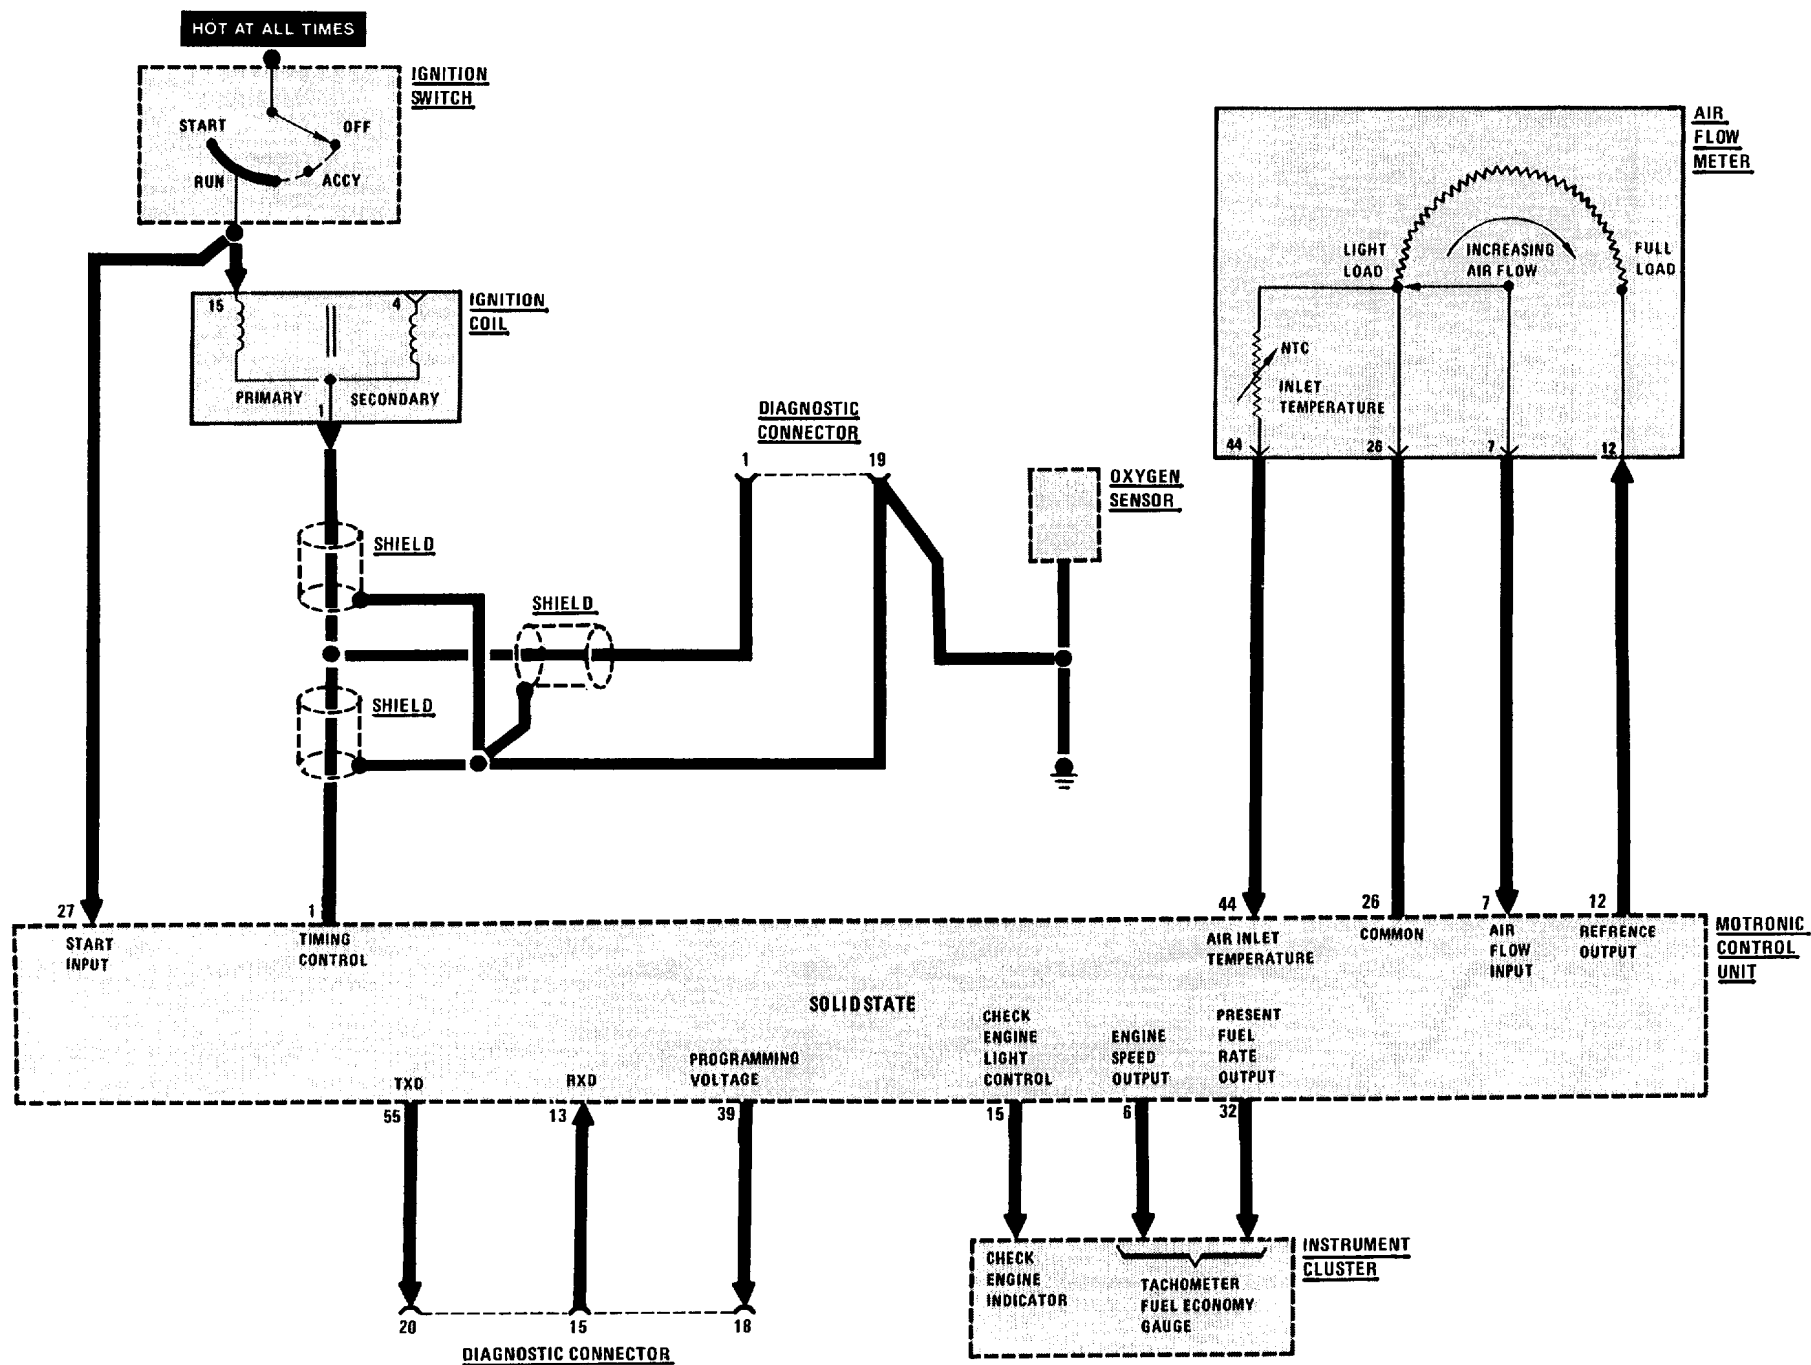 HOT AT ALL TIMES
IGNITION
SWITCH
START
OFF
RUN
ACCY
15
4
IGNITION
COIL
PRIMARY
1
SECONDARY
AIR
FLOW
METER
LIGHT
LOAD
INCREASING
AIR FLOW
FULL
LOAD
NTC
INLET
TEMPERATURE
44
26
7
12
DIAGNOSTIC
CONNECTOR
1
19
OXYGEN
SENSOR
SHIELD
SHIELD
SHIELD
27
1
44
26
7
12
START
INPUT
TIMING
CONTROL
AIR INLET
TEMPERATURE
COMMON
AIR
FLOW
INPUT
REFRENCE
OUTPUT
MOTRONIC
CONTROL
UNIT
SOLID STATE
TXD
RXD
PROGRAMMING
VOLTAGE
CHECK
ENGINE
LIGHT
CONTROL
ENGINE
SPEED
OUTPUT
PRESENT
FUEL
RATE
OUTPUT
55
13
39
15
6
32
CHECK
ENGINE
INDICATOR
TACHOMETER
FUEL ECONOMY
GAUGE
INSTRUMENT
CLUSTER
20
15
18
DIAGNOSTIC CONNECTOR